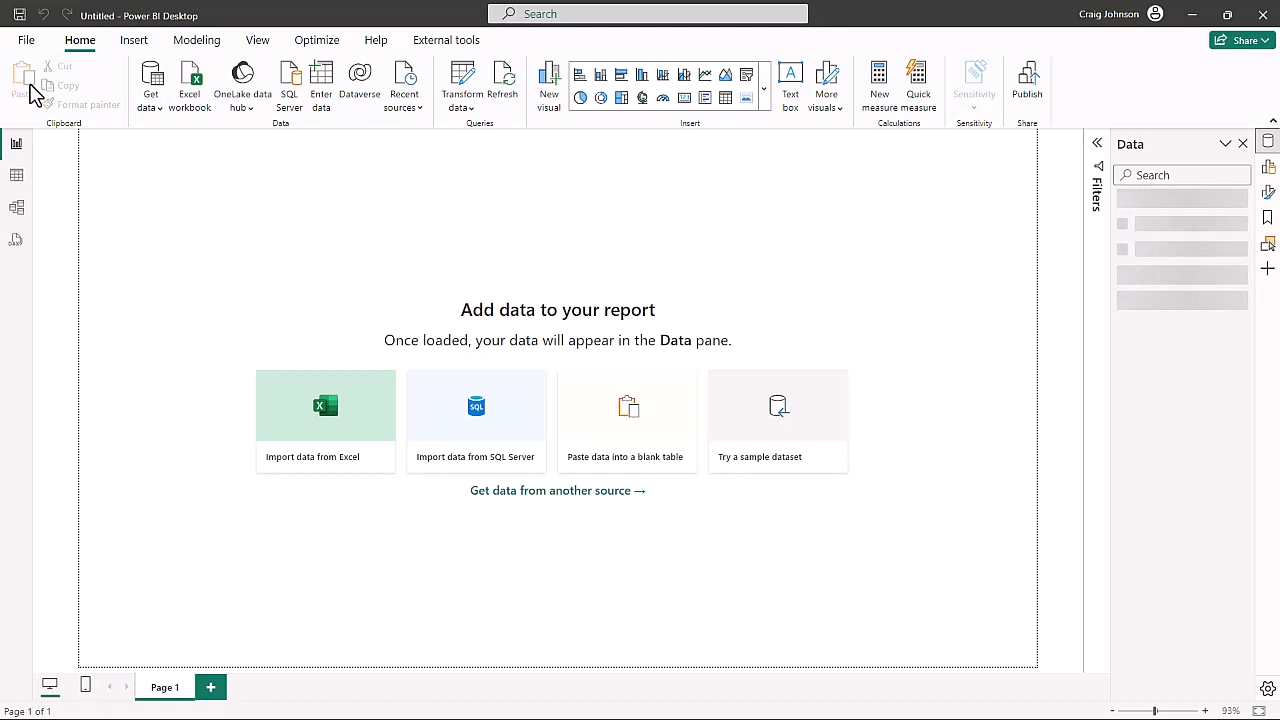 Untitled - Power BI Desktop
Search
Craig Johnson
File
Home
Insert
Modeling
View
Optimize
Help
External tools
Share
Paste
Cut
Copy
Format painter
Clipboard
Get data
Excel workbook
OneLake data hub
SQL Server
Enter data
Dataverse
Recent sources
Data
Transform data
Refresh
Queries
New visual
Text box
More visuals
Insert
New measure
Quick measure
Calculations
Sensitivity
Sensitivity
Publish
Share
Filters
Data
Search
Add data to your report
Once loaded, your data will appear in the Data pane.
X
SQL
Import data from Excel
Import data from SQL Server
Paste data into a blank table
Try a sample dataset
Get data from another source →
Page 1
Page 1 of 1
93%